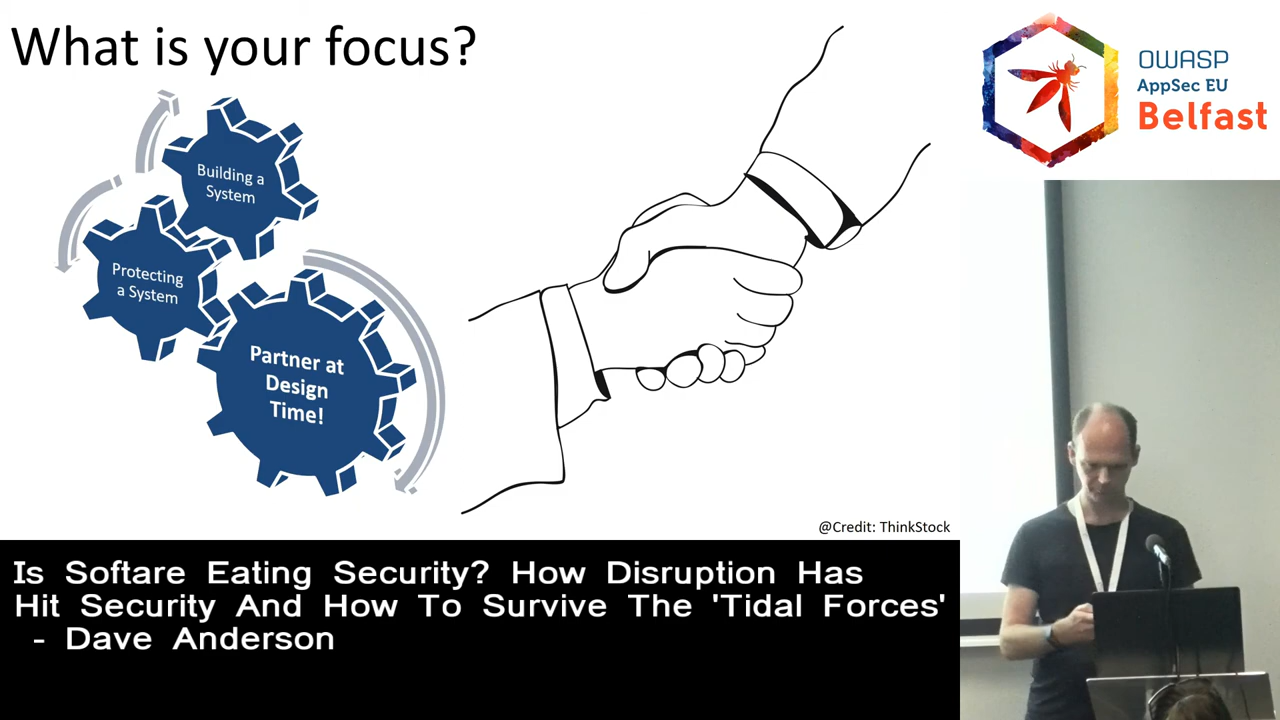 What is your focus?
Building a
System
Protecting
a System
Partner at
Design
Time!
@Credit: ThinkStock
OWASP
AppSec EU
Belfast
Is Softare Eating Security? How Disruption Has
Hit Security And How To Survive The 'Tidal Forces'
- Dave Anderson